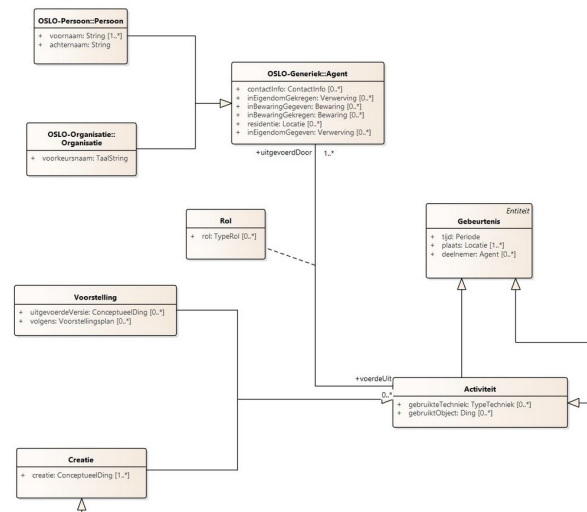 OSLO-Persoon::Persoon
+ voornaam: String [1..*]
+ achternaam: String
OSLO-Organisatie::
Organisatie
+ voorkeursnaam: TaalString
OSLO-Generiek::Agent
+ contactInfo: ContactInfo [0..*]
+ inEigendomGekregen: Verwerving [0..*]
+ inBewaringGegeven: Bewaring [0..*]
+ inBewaringGekregen: Bewaring [0..*]
+ residentie: Locatie [0..*]
+ inEigendomGegeven: Verwerving [0..*]
+uitgevoerdDoor 1..*
Rol
+ rol: TypeRol [0..*]
Entiteit
Gebeurtenis
+ tijd: Periode
+ plaats: Locatie [1..*]
+ deelnemer: Agent [0..*]
Voorstelling
+ uitgevoerdeVersie: ConceptueelDing [0..*]
+ volgens: Voorstellingsplan [0..*]
+voerdeUit
0..*
Activiteit
+ gebruikteTechniek: TypeTechniek [0..*]
+ gebruiktObject: Ding [0..*]
Creatie
+ creatie: ConceptueelDing [1..*]